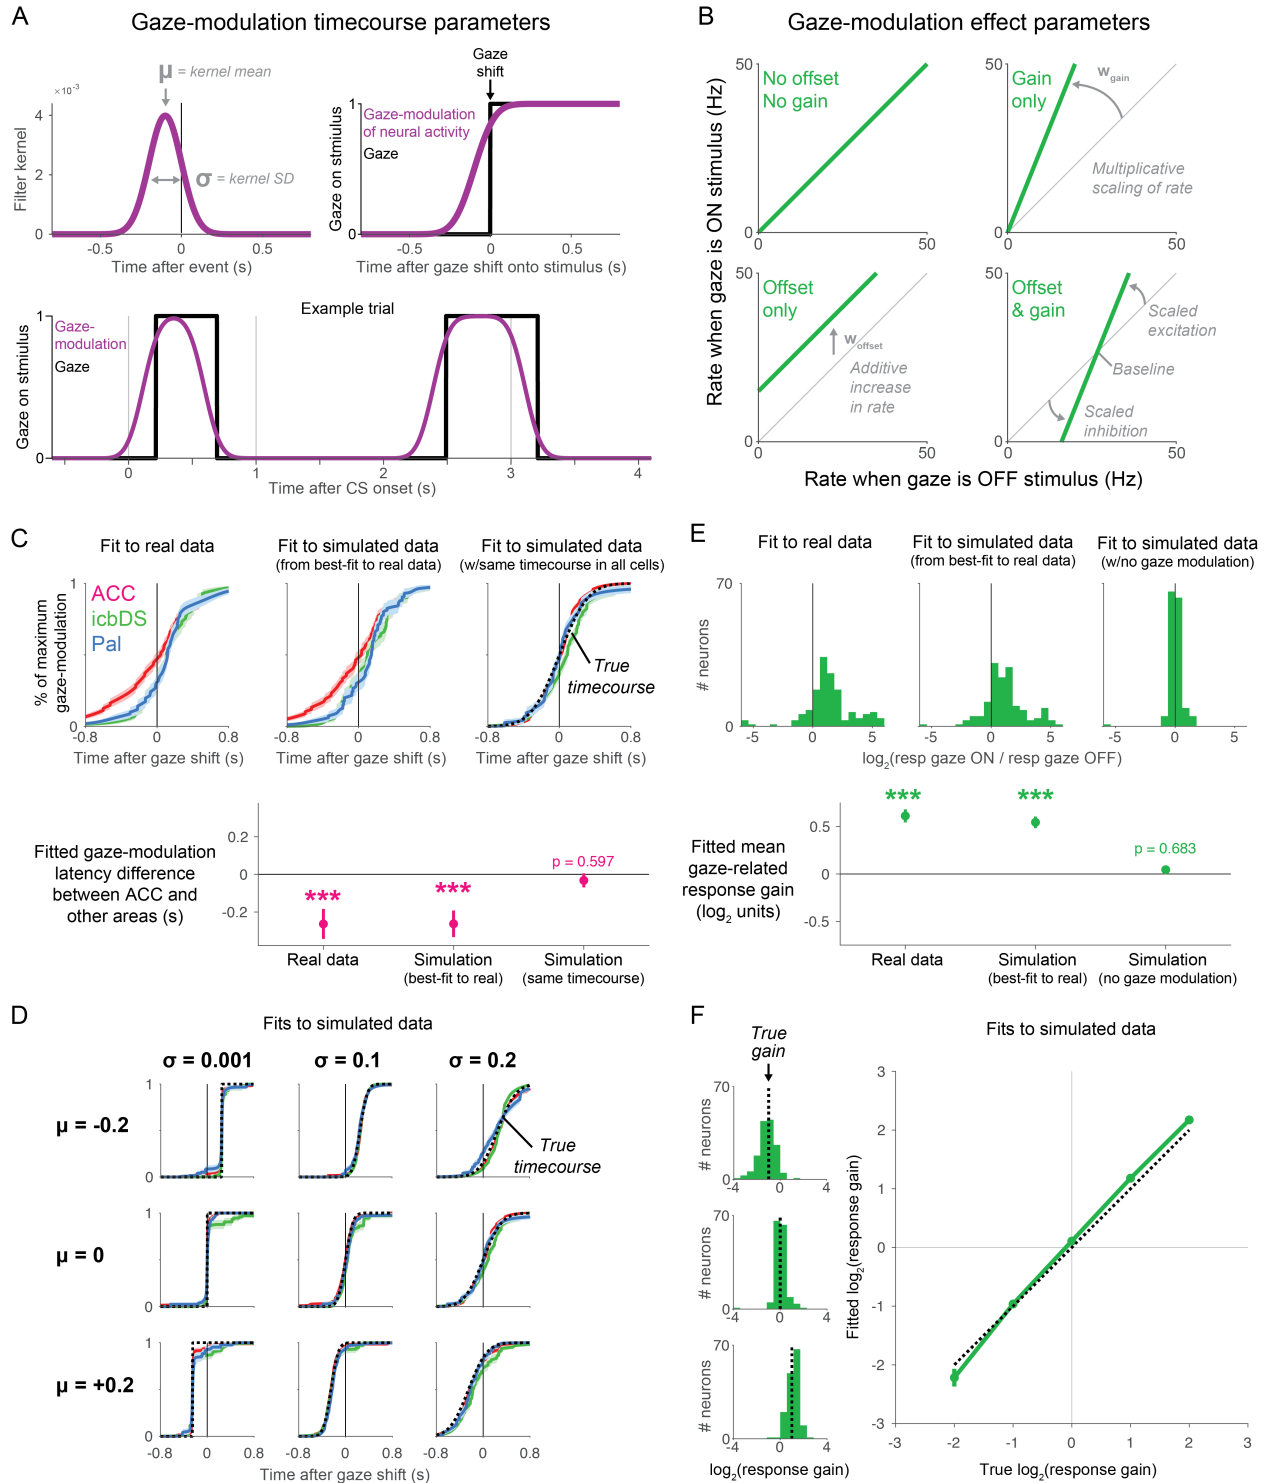 A
Gaze-modulation timecourse parameters
μ = kernel mean
×10⁻³
4
2
0
Filter kernel
σ = kernel SD
-0.5
0
0.5
Time after event (s)
Gaze
shift
1
0
Gaze on stmiulus
Gaze-modulation
of neural activity
Gaze
-0.5
0
0.5
Time after gaze shift onto stimulus (s)
Example trial
1
0
Gaze on stimulus
Gaze-
modulation
Gaze
0
1
2
3
4
Time after CS onset (s)
B
Gaze-modulation effect parameters
Rate when gaze is ON stimulus (Hz)
50
No offset
No gain
0
0
50
50
Gain
only
w_gain
Multiplicative
scaling of rate
0
0
50
50
Offset
only
w_offset
Additive
increase
in rate
0
0
50
50
Offset
& gain
Scaled
excitation
Baseline
Scaled
inhibition
0
0
50
Rate when gaze is OFF stimulus (Hz)
C
Fit to real data
Fit to simulated data
(from best-fit to real data)
Fit to simulated data
(w/same timecourse in all cells)
1
0
% of maximum
gaze-modulation
ACC
icbDS
Pal
True
timecourse
-0.8
0
0.8
-0.8
0
0.8
-0.8
0
0.8
Time after gaze shift (s)
Time after gaze shift (s)
Time after gaze shift (s)
Fitted gaze-modulation
latency difference
between ACC and
other areas (s)
0.2
0
-0.2
***
***
p = 0.597
Real data
Simulation
(best-fit to real)
Simulation
(same timecourse)
D
Fits to simulated data
σ = 0.001
σ = 0.1
σ = 0.2
μ = -0.2
1
0
True
timecourse
μ = 0
1
0
μ = +0.2
1
0
-0.8
0
0.8
-0.8
0
0.8
-0.8
0
0.8
Time after gaze shift (s)
E
Fit to real data
Fit to simulated data
(from best-fit to real data)
Fit to simulated data
(w/no gaze modulation)
70
0
# neurons
-5
0
5
-5
0
5
-5
0
5
log₂(resp gaze ON / resp gaze OFF)
Fitted mean
gaze-related
response gain
(log₂ units)
0.5
0
-0.5
***
***
p = 0.683
Real data
Simulation
(best-fit to real)
Simulation
(no gaze modulation)
F
True
gain
Fits to simulated data
70
0
# neurons
-4
0
4
70
0
# neurons
-4
0
4
70
0
# neurons
-4
0
4
log₂(response gain)
3
2
1
0
-1
-2
-3
Fitted log₂(response gain)
-3
-2
-1
0
1
2
3
True log₂(response gain)